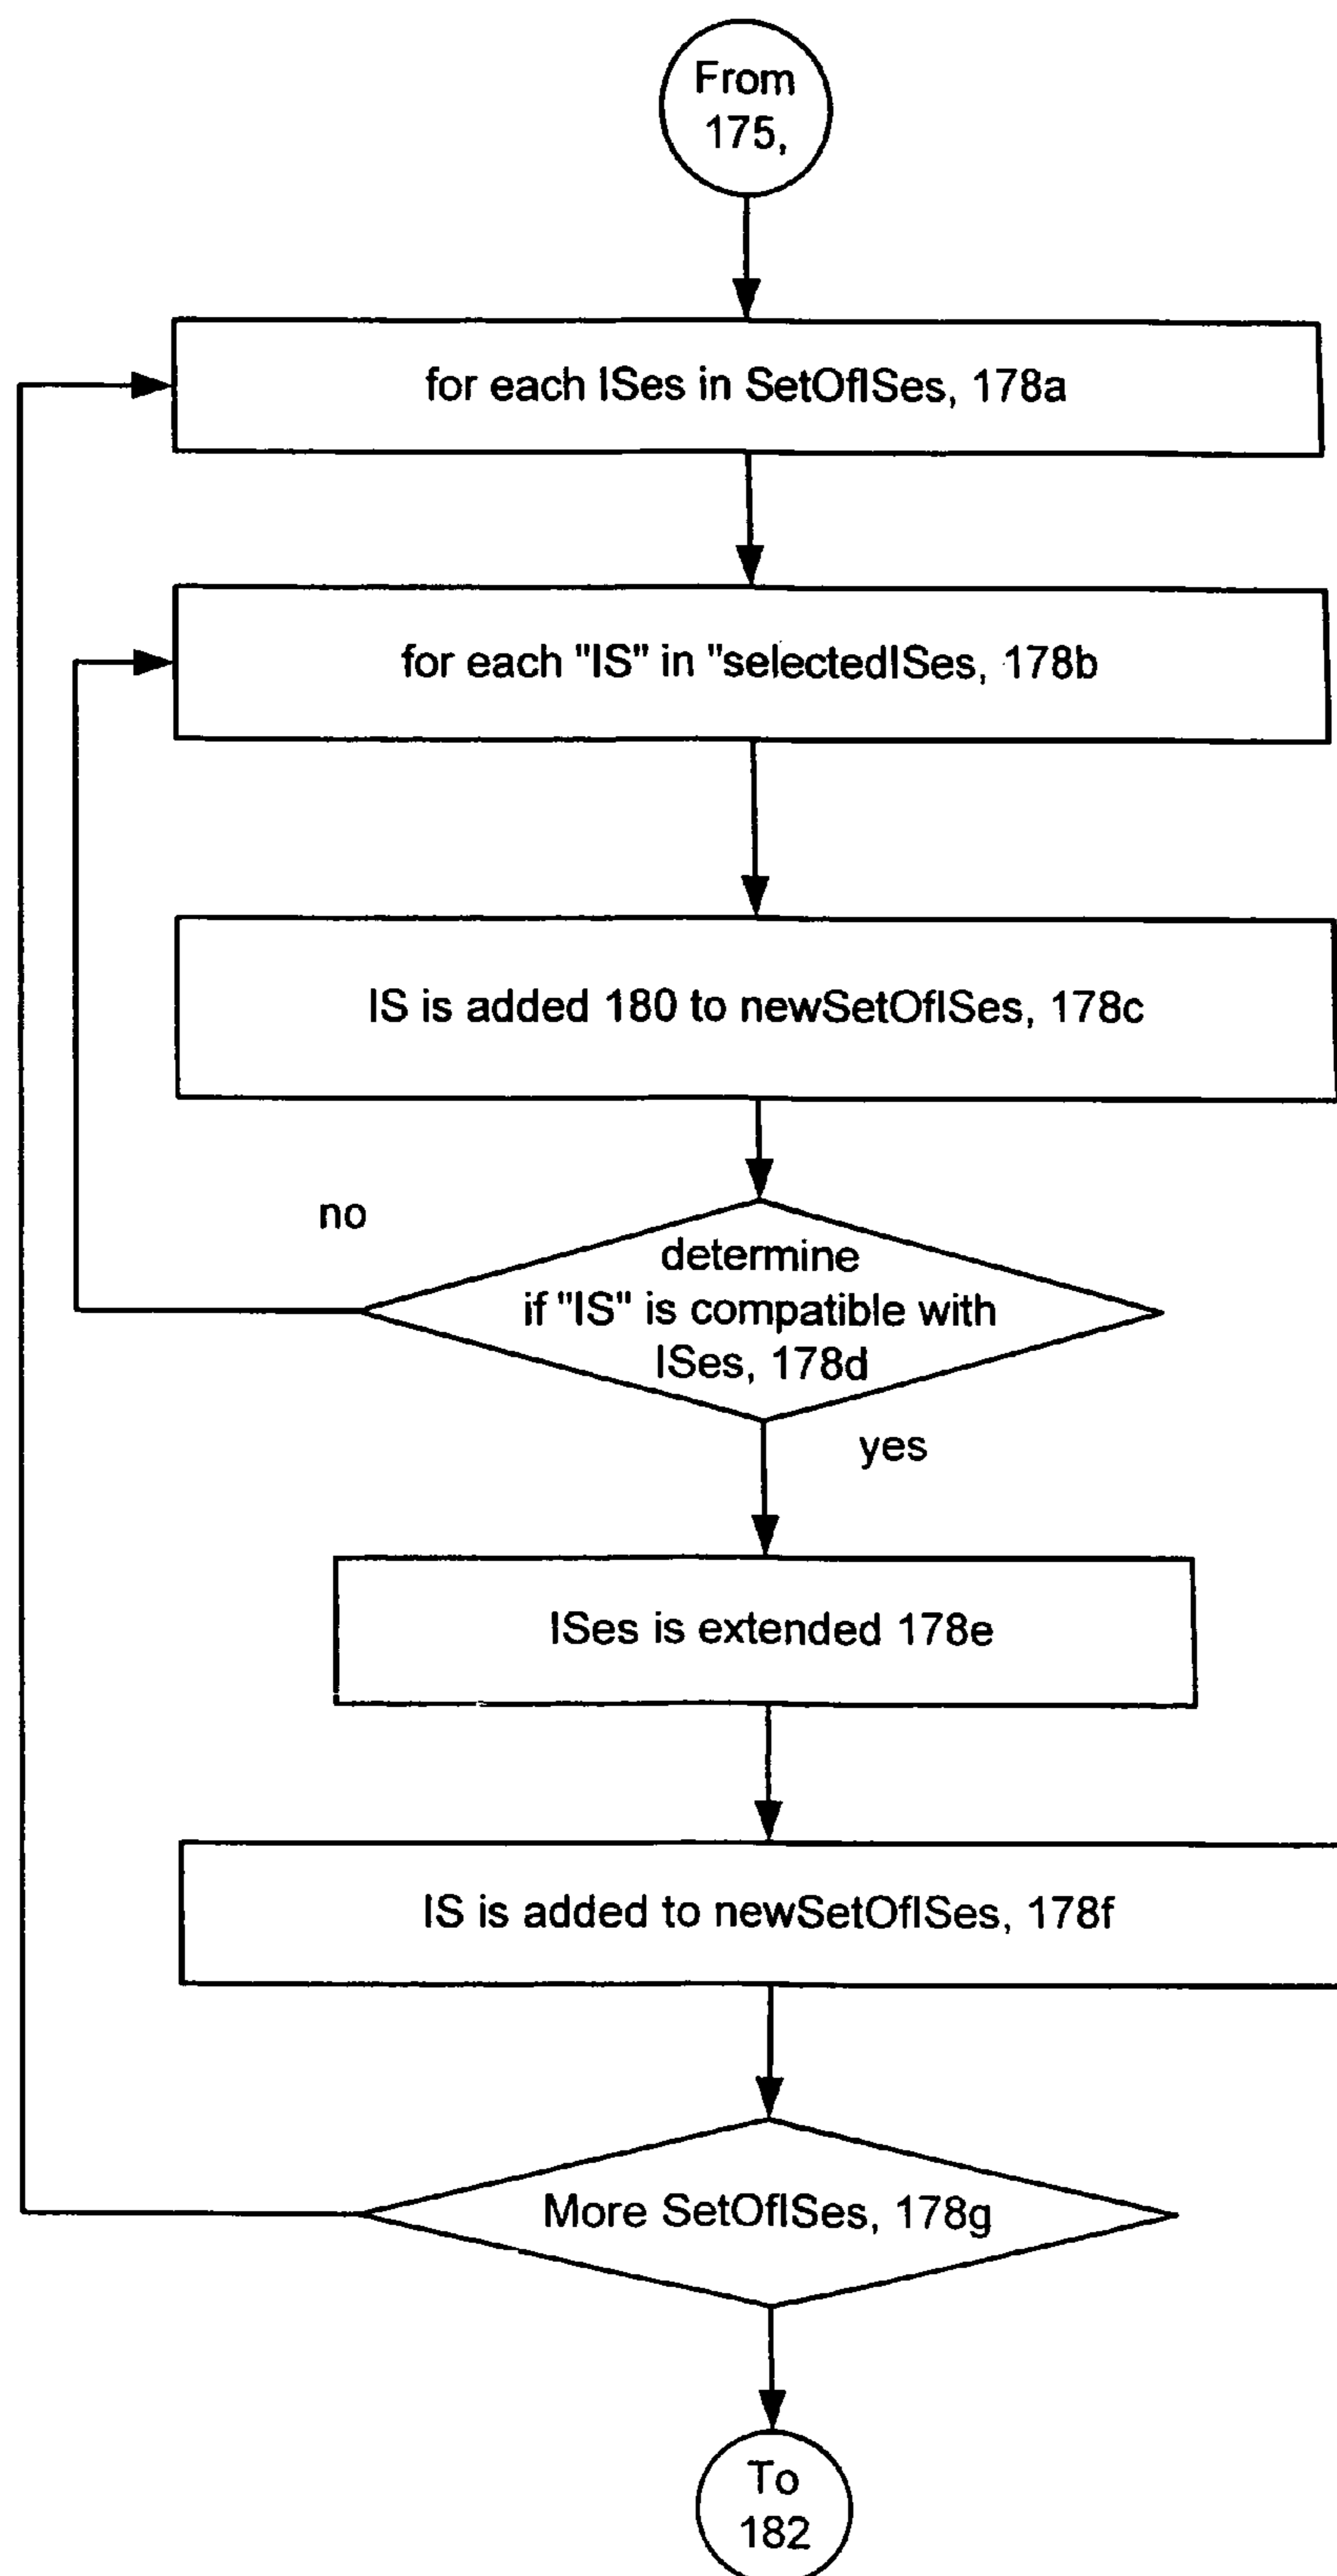 From
175,
for each ISes in SetOfISes, 178a
for each "IS" in "selectedISes, 178b
IS is added 180 to newSetOfISes, 178c
no
determine
if "IS" is compatible with
ISes, 178d
yes
ISes is extended 178e
IS is added to newSetOfISes, 178f
More SetOfISes, 178g
To
182